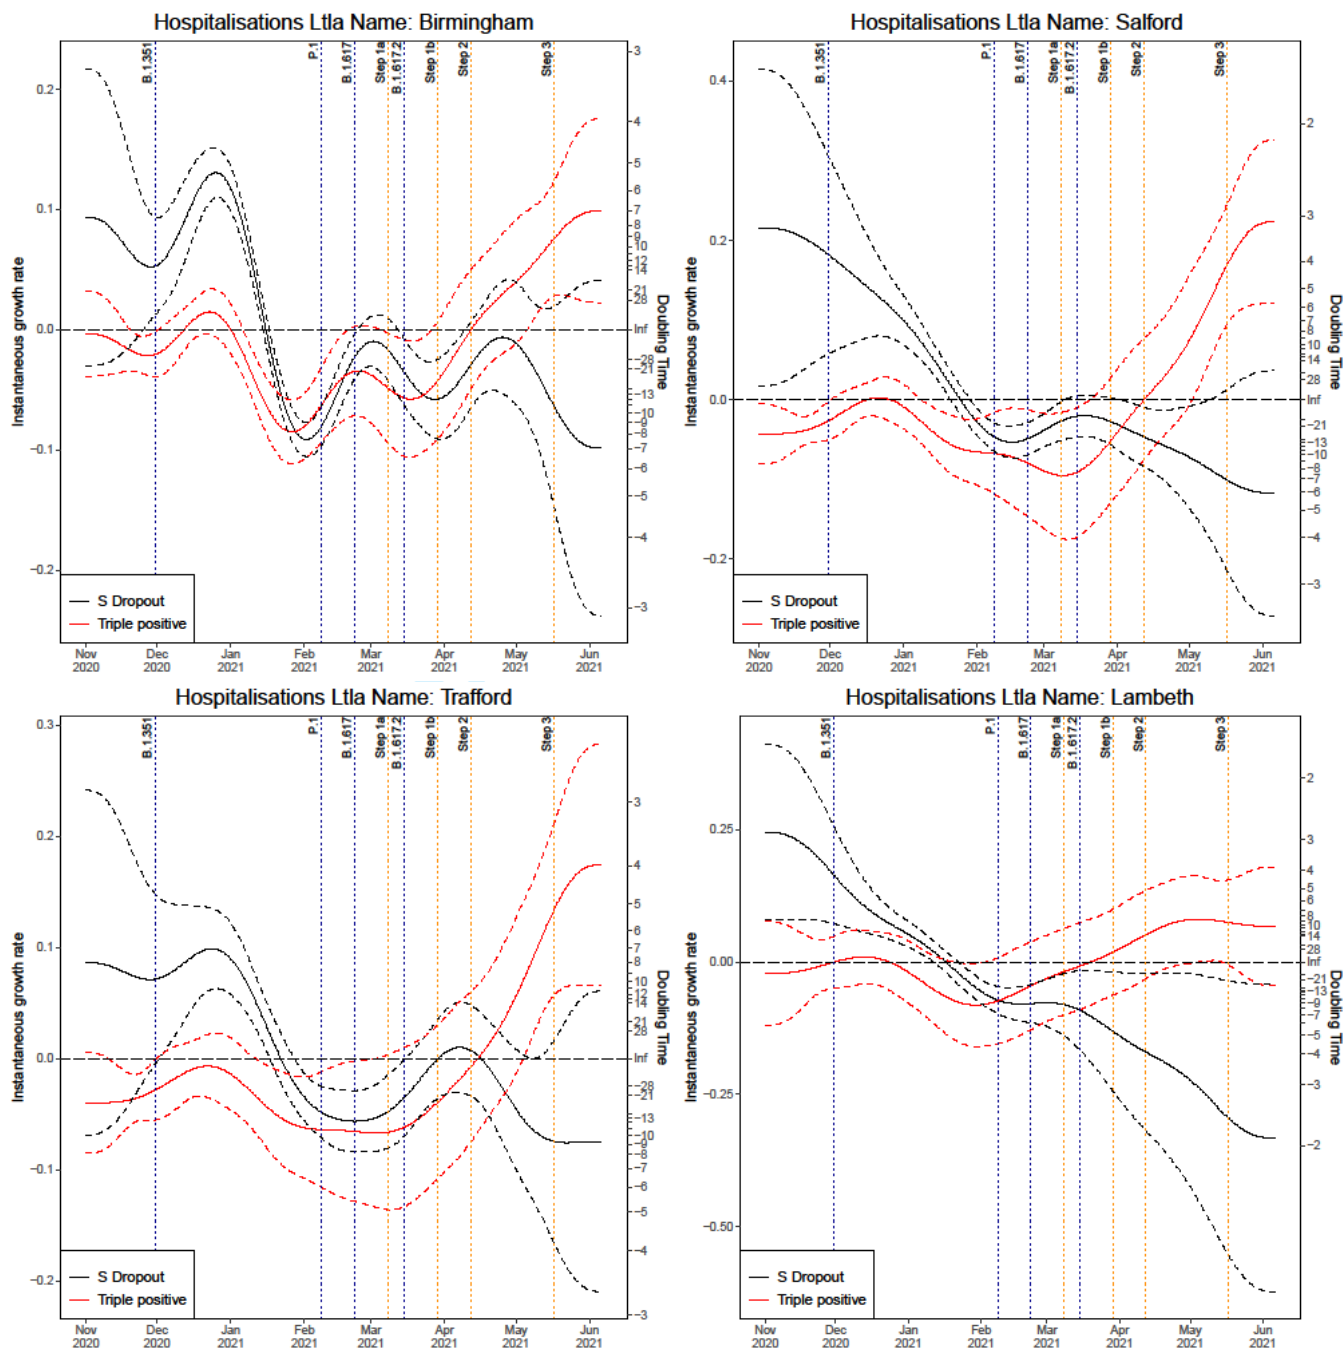 Hospitalisations Ltla Name: Birmingham
Instantaneous growth rate
0.2
0.1
0.0
−0.1
−0.2
B.1.351
P.1
B.1.617
Step 1a
B.1.617.2
Step 1b
Step 2
Step 3
3
4
5
6
7
8
9
10
12
14
21
28
Inf
−28
−21
−13
−10
−9
−8
−7
−6
−5
−4
−3
Doubling Time
S Dropout
Triple positive
Nov Dec Jan Feb Mar Apr May Jun
2020 2020 2021 2021 2021 2021 2021 2021
Hospitalisations Ltla Name: Salford
Instantaneous growth rate
0.4
0.2
0.0
−0.2
B.1.351
P.1
B.1.617
Step 1a
B.1.617.2
Step 1b
Step 2
Step 3
2
3
4
5
6
7
8
10
14
28
Inf
−21
−13
−10
−8
−7
−6
−5
−4
−3
Doubling Time
S Dropout
Triple positive
Nov Dec Jan Feb Mar Apr May Jun
2020 2020 2021 2021 2021 2021 2021 2021
Hospitalisations Ltla Name: Trafford
Instantaneous growth rate
0.3
0.2
0.1
0.0
−0.1
−0.2
B.1.351
P.1
B.1.617
Step 1a
B.1.617.2
Step 1b
Step 2
Step 3
3
4
5
6
7
8
10
12
14
21
28
Inf
−28
−21
−13
−10
−9
−8
−7
−6
−5
−4
−3
Doubling Time
S Dropout
Triple positive
Nov Dec Jan Feb Mar Apr May Jun
2020 2020 2021 2021 2021 2021 2021 2021
Hospitalisations Ltla Name: Lambeth
Instantaneous growth rate
0.25
0.00
−0.25
−0.50
B.1.351
P.1
B.1.617
Step 1a
B.1.617.2
Step 1b
Step 2
Step 3
2
3
4
5
6
8
10
14
28
Inf
−21
−13
−9
−7
−5
−4
−3
−2
Doubling Time
S Dropout
Triple positive
Nov Dec Jan Feb Mar Apr May Jun
2020 2020 2021 2021 2021 2021 2021 2021